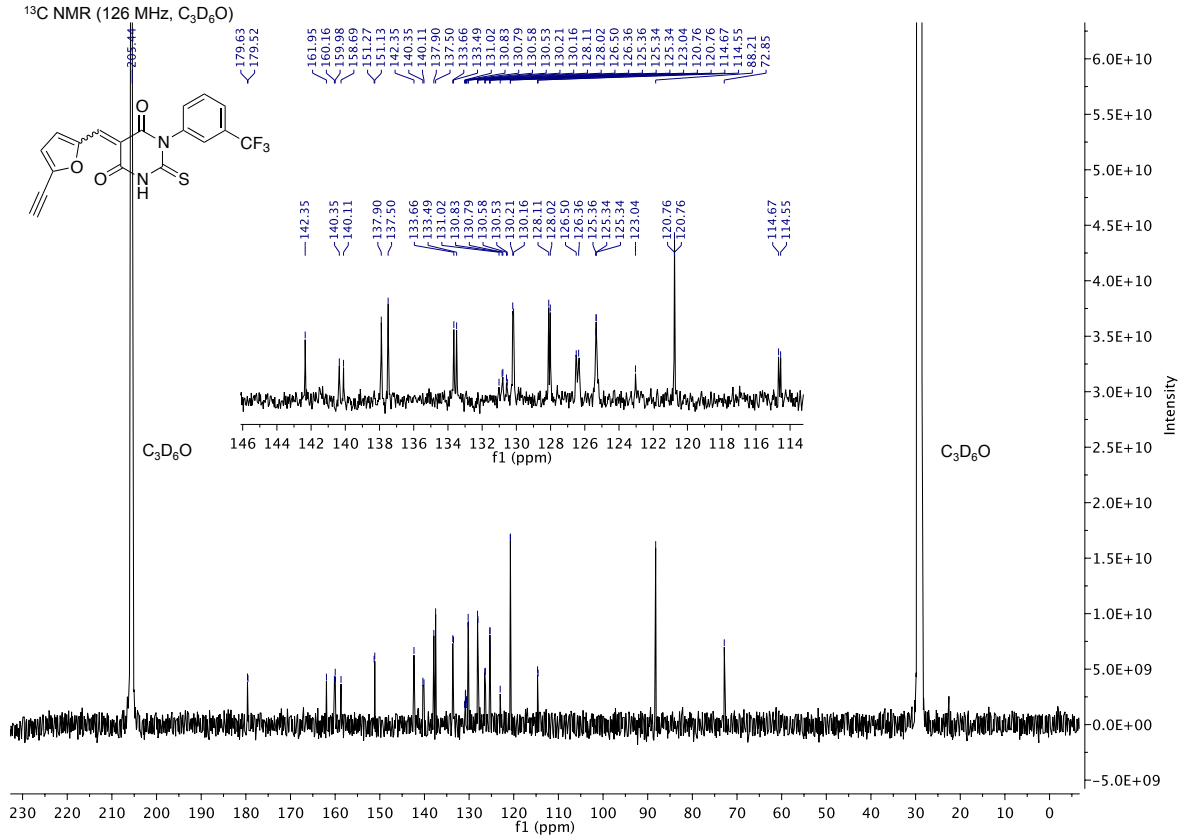 ¹³C NMR (126 MHz, C₃D₆O)
205.44
179.63
179.52
161.95
160.16
159.98
158.69
151.27
151.13
142.35
140.35
140.11
137.90
137.50
133.66
133.49
131.02
130.83
130.79
130.58
130.53
130.21
130.16
128.11
128.02
126.50
126.36
125.36
125.34
125.34
123.04
120.76
120.76
114.67
114.55
88.21
72.85
O
N
CF₃
O
O
N
H
S
142.35
140.35
140.11
137.90
137.50
133.66
133.49
131.02
130.83
130.79
130.58
130.53
130.21
130.16
128.11
128.02
126.50
126.36
125.36
125.34
125.34
123.04
120.76
120.76
114.67
114.55
146 144 142 140 138 136 134 132 130 128 126 124 122 120 118 116 114
f1 (ppm)
C₃D₆O
C₃D₆O
6.0E+10
5.5E+10
5.0E+10
4.5E+10
4.0E+10
3.5E+10
3.0E+10
2.5E+10
2.0E+10
1.5E+10
1.0E+10
5.0E+09
0.0E+00
-5.0E+09
Intensity
230 220 210 200 190 180 170 160 150 140 130 120 110 100 90 80 70 60 50 40 30 20 10 0
f1 (ppm)